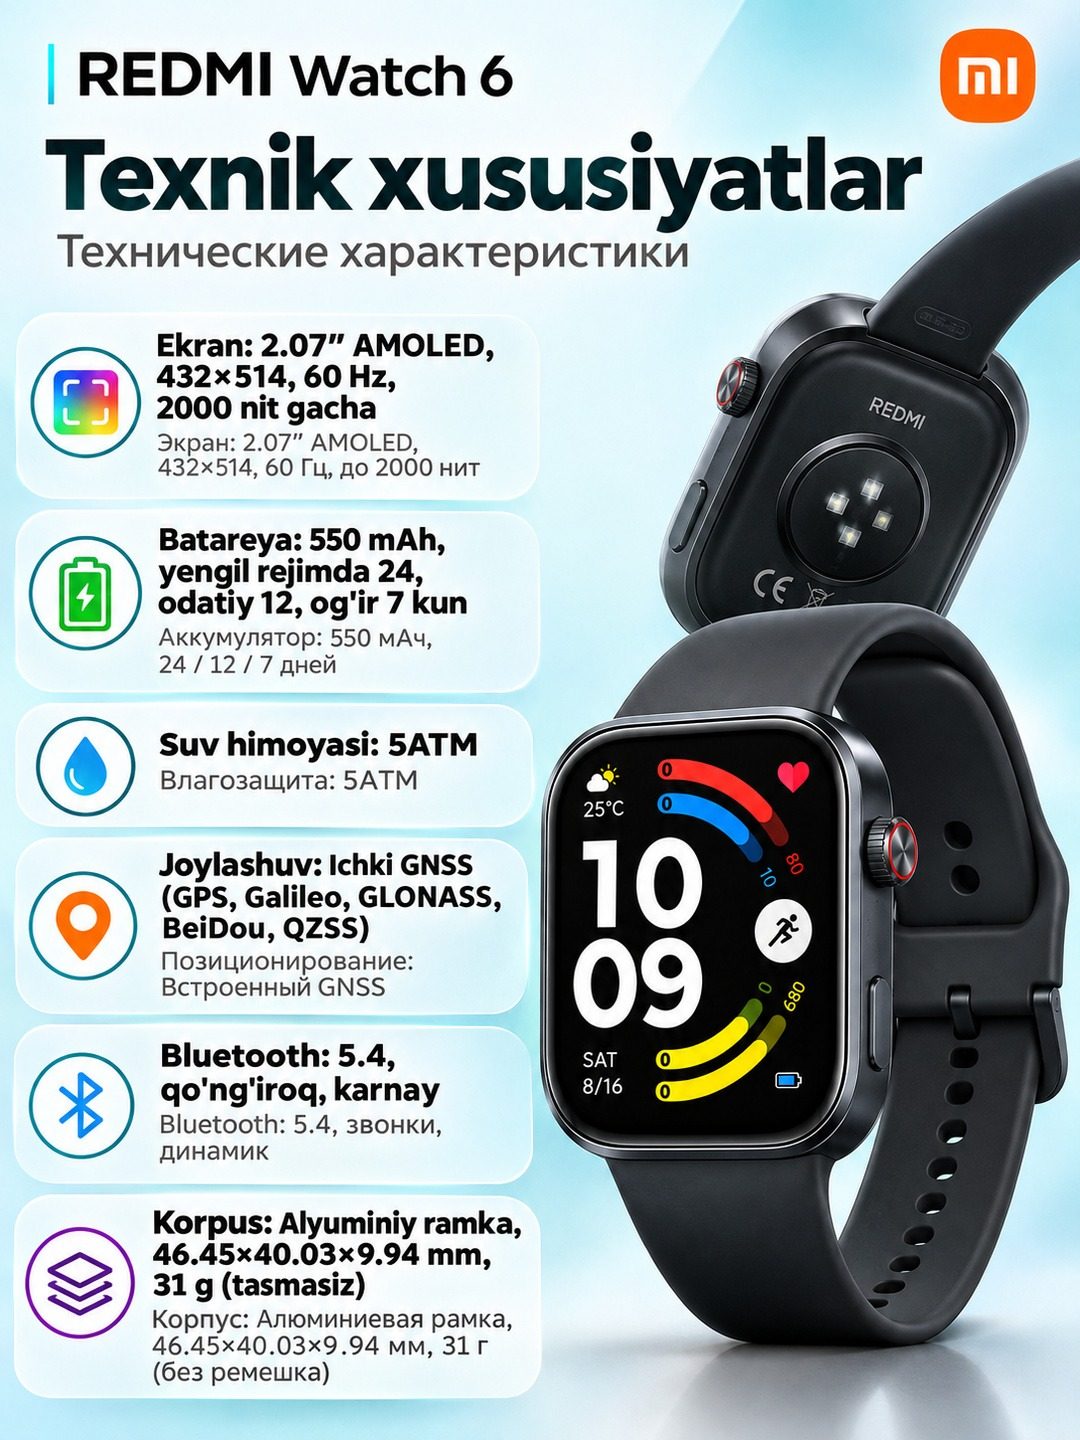 REDMI Watch 6
mi
Texnik xususiyatlar
Технические характеристики
Ekran: 2.07″ AMOLED,
432×514, 60 Hz,
2000 nit gacha
Экран: 2.07″ AMOLED,
432×514, 60 Гц, до 2000 нит
Batareya: 550 mAh,
yengil rejimda 24,
odatiy 12, og'ir 7 kun
Аккумулятор: 550 мАч,
24 / 12 / 7 дней
Suv himoyasi: 5ATM
Влагозащита: 5ATM
Joylashuv: Ichki GNSS
(GPS, Galileo, GLONASS,
BeiDou, QZSS)
Позиционирование:
Встроенный GNSS
Bluetooth: 5.4,
qo'ng'iroq, karnay
Bluetooth: 5.4, звонки,
динамик
Korpus: Alyuminiy ramka,
46.45×40.03×9.94 mm,
31 g (tasmasiz)
Корпус: Алюминиевая рамка,
46.45×40.03×9.94 мм, 31 г
(без ремешка)
REDMI
CE
25°C
0
0
80
10
10
09
0
680
0
0
SAT
8/16